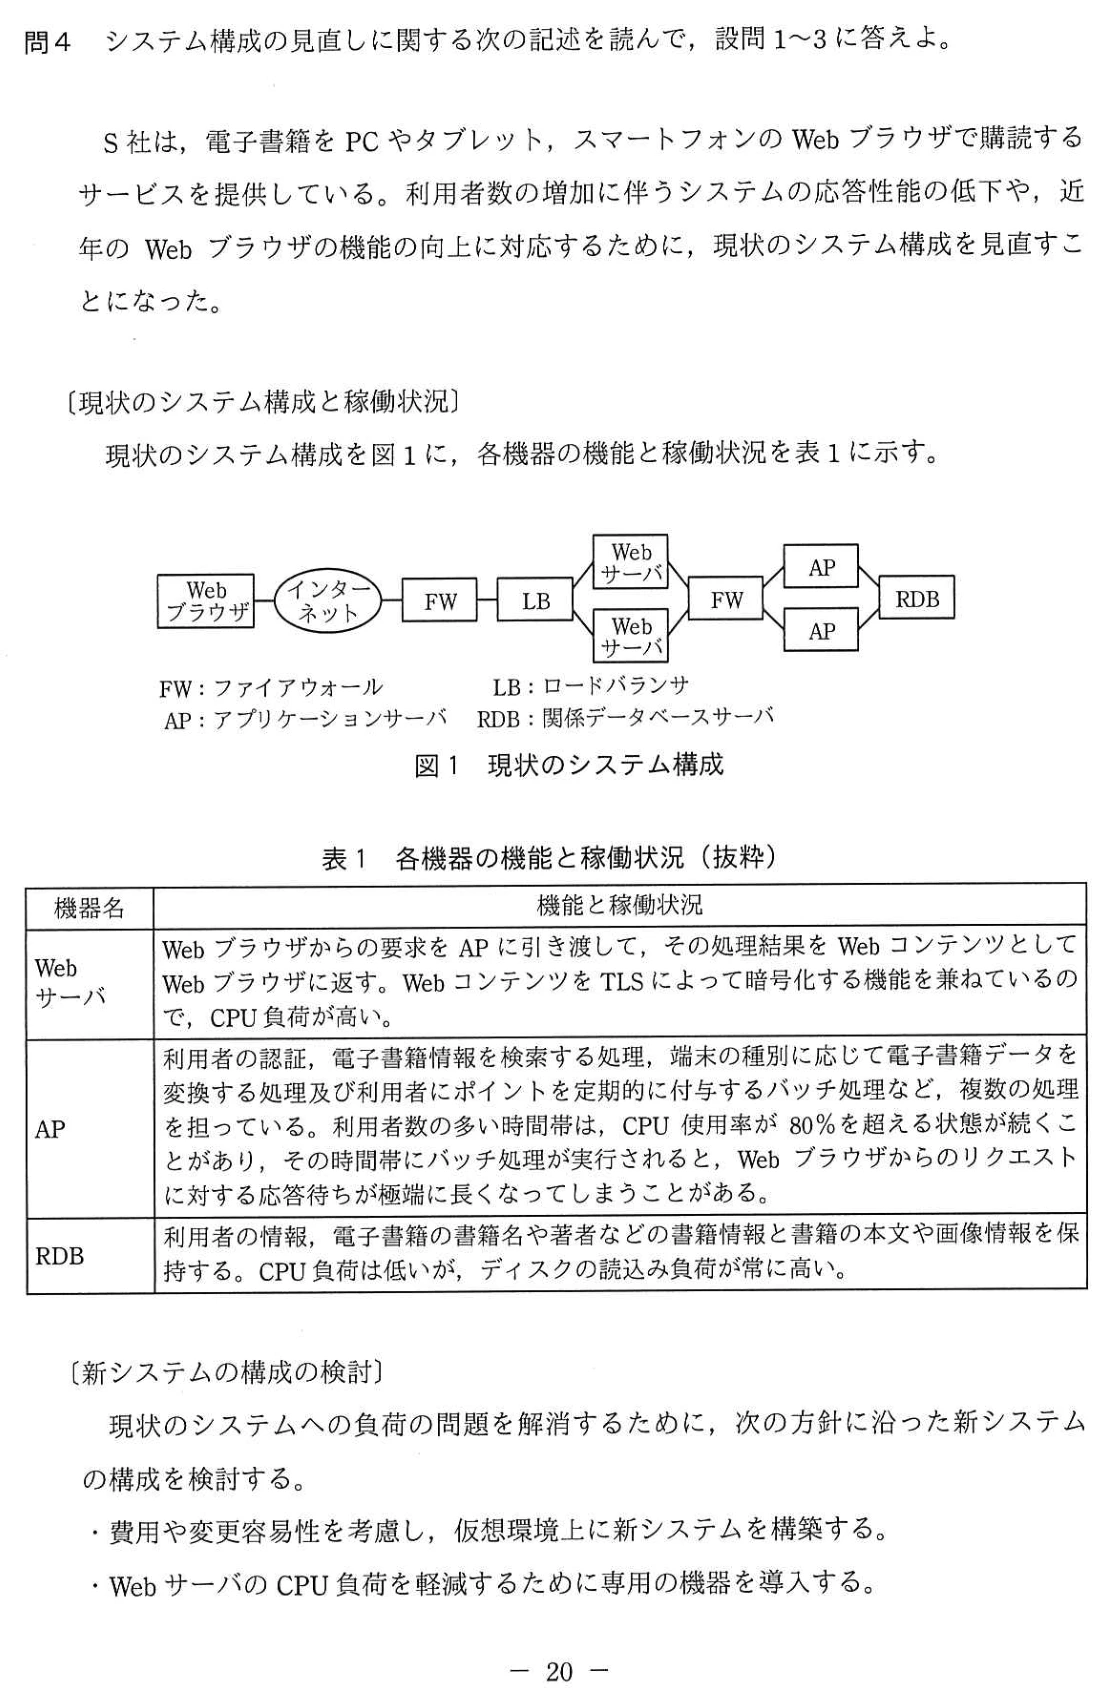 問4 システム構成の見直しに関する次の記述を読んで，設問1～3に答えよ。
S社は，電子書籍をPCやタブレット，スマートフォンのWebブラウザで購読する
サービスを提供している。利用者数の増加に伴うシステムの応答性能の低下や，近
年の Web ブラウザの機能の向上に対応するために，現状のシステム構成を見直すこ
とになった。
〔現状のシステム構成と稼働状況〕
現状のシステム構成を図1に，各機器の機能と稼働状況を表1に示す。
Web
ブラウザ
インター
ネット
FW
LB
Web
サーバ
Web
サーバ
FW
AP
AP
RDB
FW：ファイアウォール LB：ロードバランサ
AP：アプリケーションサーバ RDB：関係データベースサーバ
図1 現状のシステム構成
表1 各機器の機能と稼働状況（抜粋）
機器名 機能と稼働状況
Web
サーバ
Webブラウザからの要求をAPに引き渡して，その処理結果をWebコンテンツとして
Webブラウザに返す。WebコンテンツをTLSによって暗号化する機能を兼ねているの
で，CPU負荷が高い。
AP
利用者の認証，電子書籍情報を検索する処理，端末の種別に応じて電子書籍データを
変換する処理及び利用者にポイントを定期的に付与するバッチ処理など，複数の処理
を担っている。利用者数の多い時間帯は，CPU 使用率が 80％を超える状態が続くこ
とがあり，その時間帯にバッチ処理が実行されると，Web ブラウザからのリクエスト
に対する応答待ちが極端に長くなってしまうことがある。
RDB
利用者の情報，電子書籍の書籍名や著者などの書籍情報と書籍の本文や画像情報を保
持する。CPU負荷は低いが，ディスクの読込み負荷が常に高い。
〔新システムの構成の検討〕
現状のシステムへの負荷の問題を解消するために，次の方針に沿った新システム
の構成を検討する。
・費用や変更容易性を考慮し，仮想環境上に新システムを構築する。
・WebサーバのCPU負荷を軽減するために専用の機器を導入する。
－ 20 －